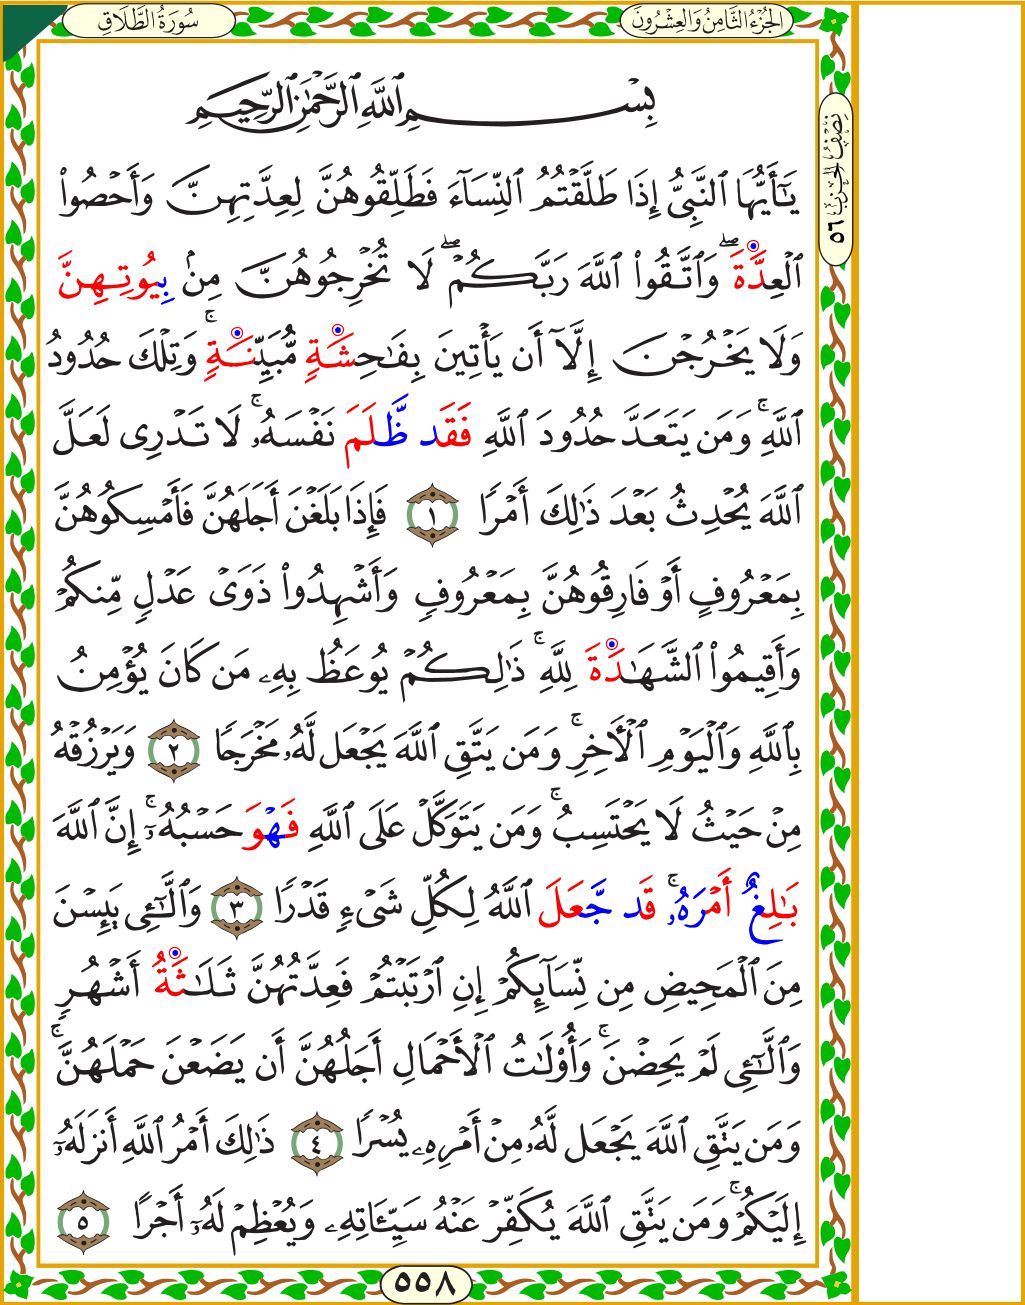 سُورَةُ الطَّلَاقِ
الجُزْءُ الثَّامِنُ وَالعِشْرُونَ
نِصْفُ الْحِزْبِ ٥٦
بِسْمِ ٱللَّهِ ٱلرَّحْمَٰنِ ٱلرَّحِيمِ
يَٰٓأَيُّهَا ٱلنَّبِىُّ إِذَا طَلَّقْتُمُ ٱلنِّسَآءَ فَطَلِّقُوهُنَّ لِعِدَّتِهِنَّ وَأَحْصُوا۟
ٱلْعِدَّةَ ۖ وَٱتَّقُوا۟ ٱللَّهَ رَبَّكُمْ ۖ لَا تُخْرِجُوهُنَّ مِنۢ بِيُوتِهِنَّ
وَلَا يَخْرُجْنَ إِلَّآ أَن يَأْتِينَ بِفَٰحِشَةٍ مُّبَيِّنَةٍ ۚ وَتِلْكَ حُدُودُ
ٱللَّهِ ۚ وَمَن يَتَعَدَّ حُدُودَ ٱللَّهِ فَقَد ظَّلَمَ نَفْسَهُۥ ۚ لَا تَدْرِى لَعَلَّ
ٱللَّهَ يُحْدِثُ بَعْدَ ذَٰلِكَ أَمْرًا ١ فَإِذَا بَلَغْنَ أَجَلَهُنَّ فَأَمْسِكُوهُنَّ
بِمَعْرُوفٍ أَوْ فَارِقُوهُنَّ بِمَعْرُوفٍ وَأَشْهِدُوا۟ ذَوَىْ عَدْلٍ مِّنكُمْ
وَأَقِيمُوا۟ ٱلشَّهَٰدَةَ لِلَّهِ ۚ ذَٰلِكُمْ يُوعَظُ بِهِۦ مَن كَانَ يُؤْمِنُ
بِٱللَّهِ وَٱلْيَوْمِ ٱلْأَخِرِ ۚ وَمَن يَتَّقِ ٱللَّهَ يَجْعَل لَّهُۥ مَخْرَجًا ٢ وَيَرْزُقْهُ
مِنْ حَيْثُ لَا يَحْتَسِبُ ۚ وَمَن يَتَوَكَّلْ عَلَى ٱللَّهِ فَهْوَ حَسْبُهُۥٓ ۚ إِنَّ ٱللَّهَ
بَٰلِغٌ أَمْرَهُۥ ۚ قَد جَّعَلَ ٱللَّهُ لِكُلِّ شَىْءٍ قَدْرًا ٣ وَٱلَّٰٓـِٔى يَئِسْنَ
مِنَ ٱلْمَحِيضِ مِن نِّسَآئِكُمْ إِنِ ٱرْتَبْتُمْ فَعِدَّتُهُنَّ ثَلَٰثَةُ أَشْهُرٍ
وَٱلَّٰٓـِٔى لَمْ يَحِضْنَ ۚ وَأُو۟لَٰتُ ٱلْأَحْمَالِ أَجَلُهُنَّ أَن يَضَعْنَ حَمْلَهُنَّ ۚ
وَمَن يَتَّقِ ٱللَّهَ يَجْعَل لَّهُۥ مِنْ أَمْرِهِۦ يُسْرًا ٤ ذَٰلِكَ أَمْرُ ٱللَّهِ أَنزَلَهُۥٓ
إِلَيْكُمْ ۚ وَمَن يَتَّقِ ٱللَّهَ يُكَفِّرْ عَنْهُ سَيِّـَٔاتِهِۦ وَيُعْظِمْ لَهُۥٓ أَجْرًا ٥
٥٥٨